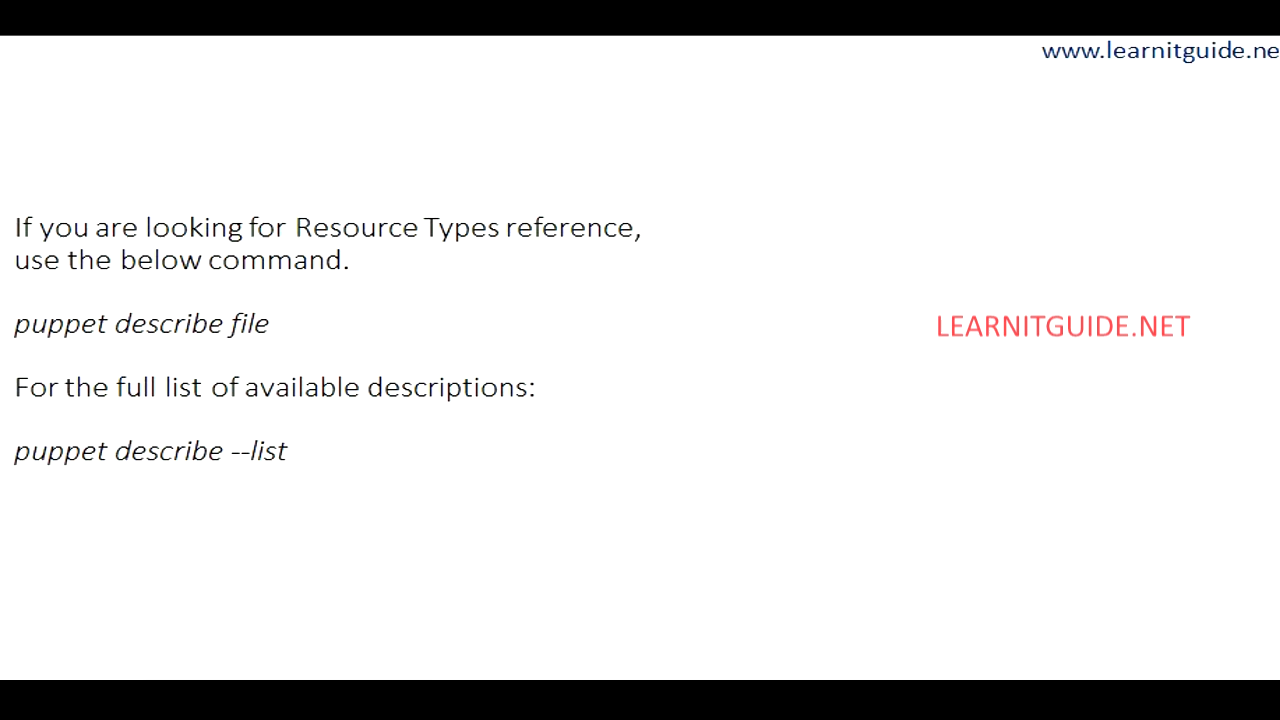 www.learnitguide.ne
If you are looking for Resource Types reference,
use the below command.
puppet describe file
LEARNITGUIDE.NET
For the full list of available descriptions:
puppet describe --list